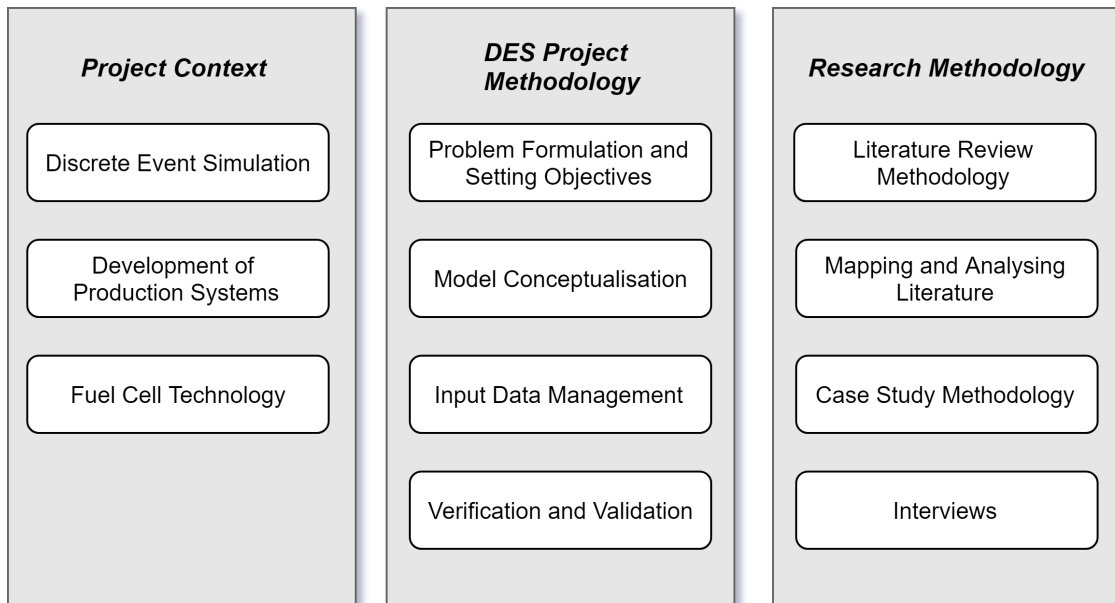 Project Context
Discrete Event Simulation
Development of
Production Systems
Fuel Cell Technology
DES Project
Methodology
Problem Formulation and
Setting Objectives
Model Conceptualisation
Input Data Management
Verification and Validation
Research Methodology
Literature Review
Methodology
Mapping and Analysing
Literature
Case Study Methodology
Interviews